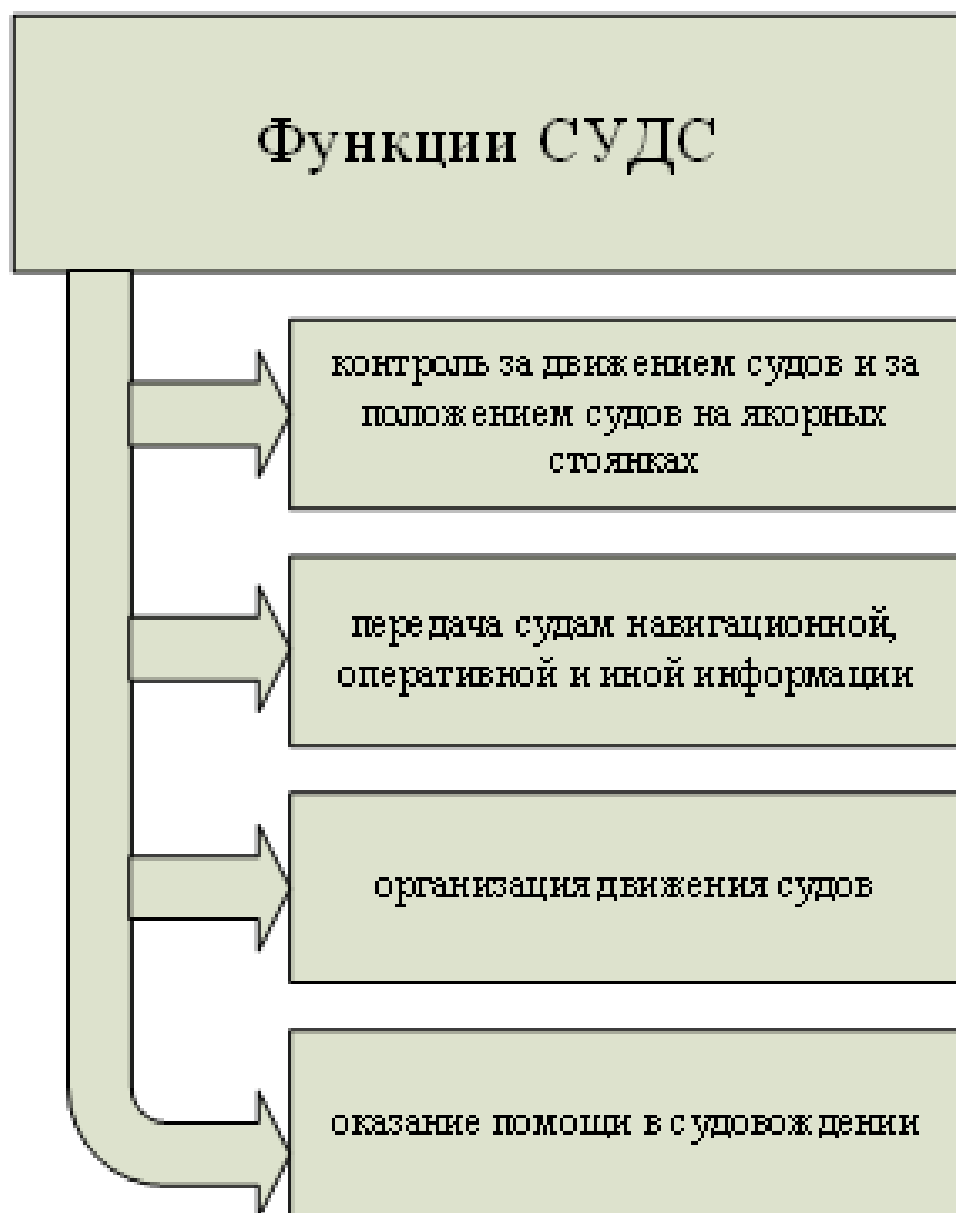 Функции СУДС
контроль за движением судов и за
положением судов на якорных
стоянках
передача судам навигационной,
оперативной и иной информации
организация движения судов
оказание помощи в судовождении